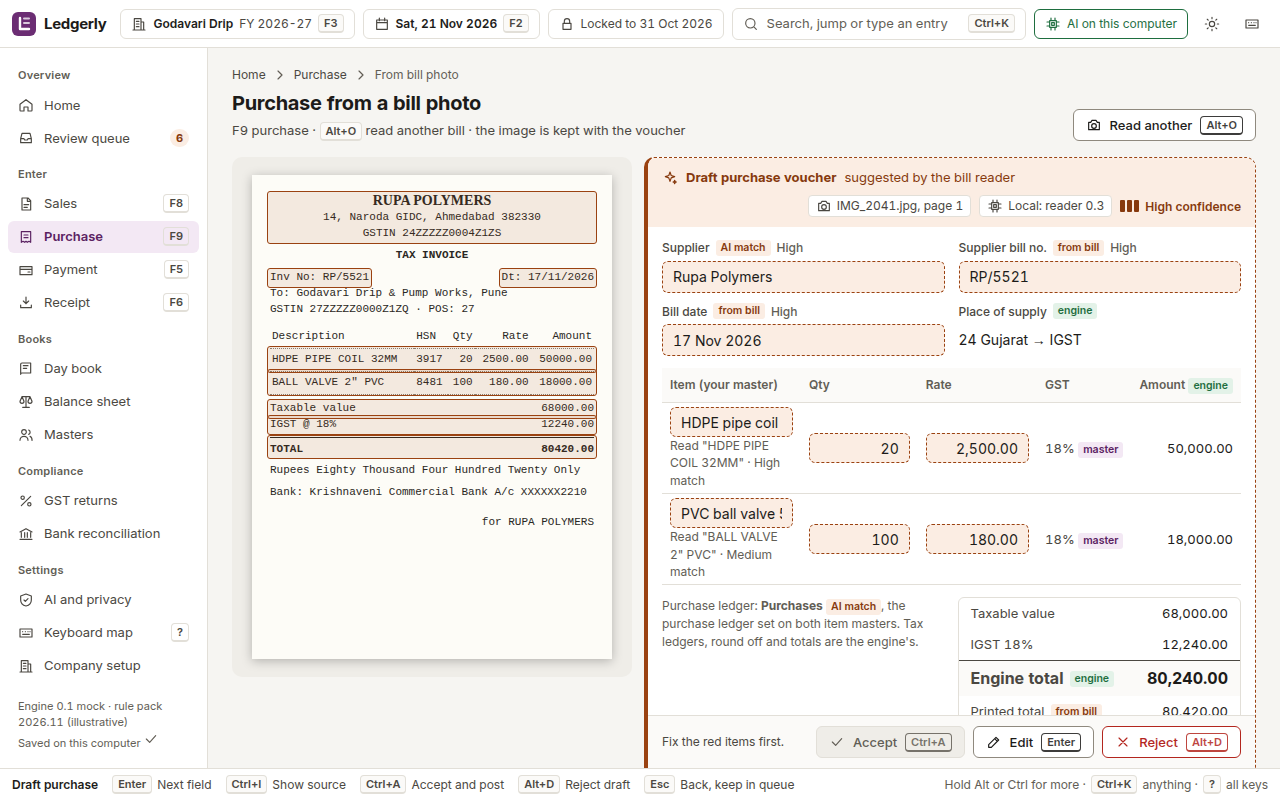 Ledgerly
Godavari Drip FY 2026-27 F3
Sat, 21 Nov 2026 F2
Locked to 31 Oct 2026
Search, jump or type an entry Ctrl+K
AI on this computer
Overview
Home
Review queue 6
Enter
Sales F8
Purchase F9
Payment F5
Receipt F6
Books
Day book
Balance sheet
Masters
Compliance
GST returns
Bank reconciliation
Settings
AI and privacy
Keyboard map ?
Company setup
Engine 0.1 mock · rule pack
2026.11 (illustrative)
Saved on this computer
Home > Purchase > From bill photo
Purchase from a bill photo
F9 purchase · Alt+O read another bill · the image is kept with the voucher
Read another Alt+O
RUPA POLYMERS
14, Naroda GIDC, Ahmedabad 382330
GSTIN 24ZZZZZ0004Z1ZS
TAX INVOICE
Inv No: RP/5521 Dt: 17/11/2026
To: Godavari Drip & Pump Works, Pune
GSTIN 27ZZZZZ0000Z1ZQ · POS: 27
Description HSN Qty Rate Amount
HDPE PIPE COIL 32MM 3917 20 2500.00 50000.00
BALL VALVE 2" PVC 8481 100 180.00 18000.00
Taxable value 68000.00
IGST @ 18% 12240.00
TOTAL 80420.00
Rupees Eighty Thousand Four Hundred Twenty Only
Bank: Krishnaveni Commercial Bank A/c XXXXXX2210
for RUPA POLYMERS
Draft purchase voucher suggested by the bill reader
IMG_2041.jpg, page 1
Local: reader 0.3
High confidence
Supplier AI match High
Rupa Polymers
Supplier bill no. from bill High
RP/5521
Bill date from bill High
17 Nov 2026
Place of supply engine
24 Gujarat → IGST
Item (your master) Qty Rate GST Amount engine
HDPE pipe coil 20 2,500.00 18% master 50,000.00
Read "HDPE PIPE
COIL 32MM" · High
match
PVC ball valve 100 180.00 18% master 18,000.00
Read "BALL VALVE
2" PVC" · Medium
match
Purchase ledger: Purchases AI match, the
purchase ledger set on both item masters. Tax
ledgers, round off and totals are the engine's.
Taxable value 68,000.00
IGST 18% 12,240.00
Engine total engine 80,240.00
Printed total from bill 80,420.00
Fix the red items first.
Accept Ctrl+A
Edit Enter
Reject Alt+D
Draft purchase Enter Next field Ctrl+I Show source Ctrl+A Accept and post Alt+D Reject draft Esc Back, keep in queue
Hold Alt or Ctrl for more · Ctrl+K anything · ? all keys